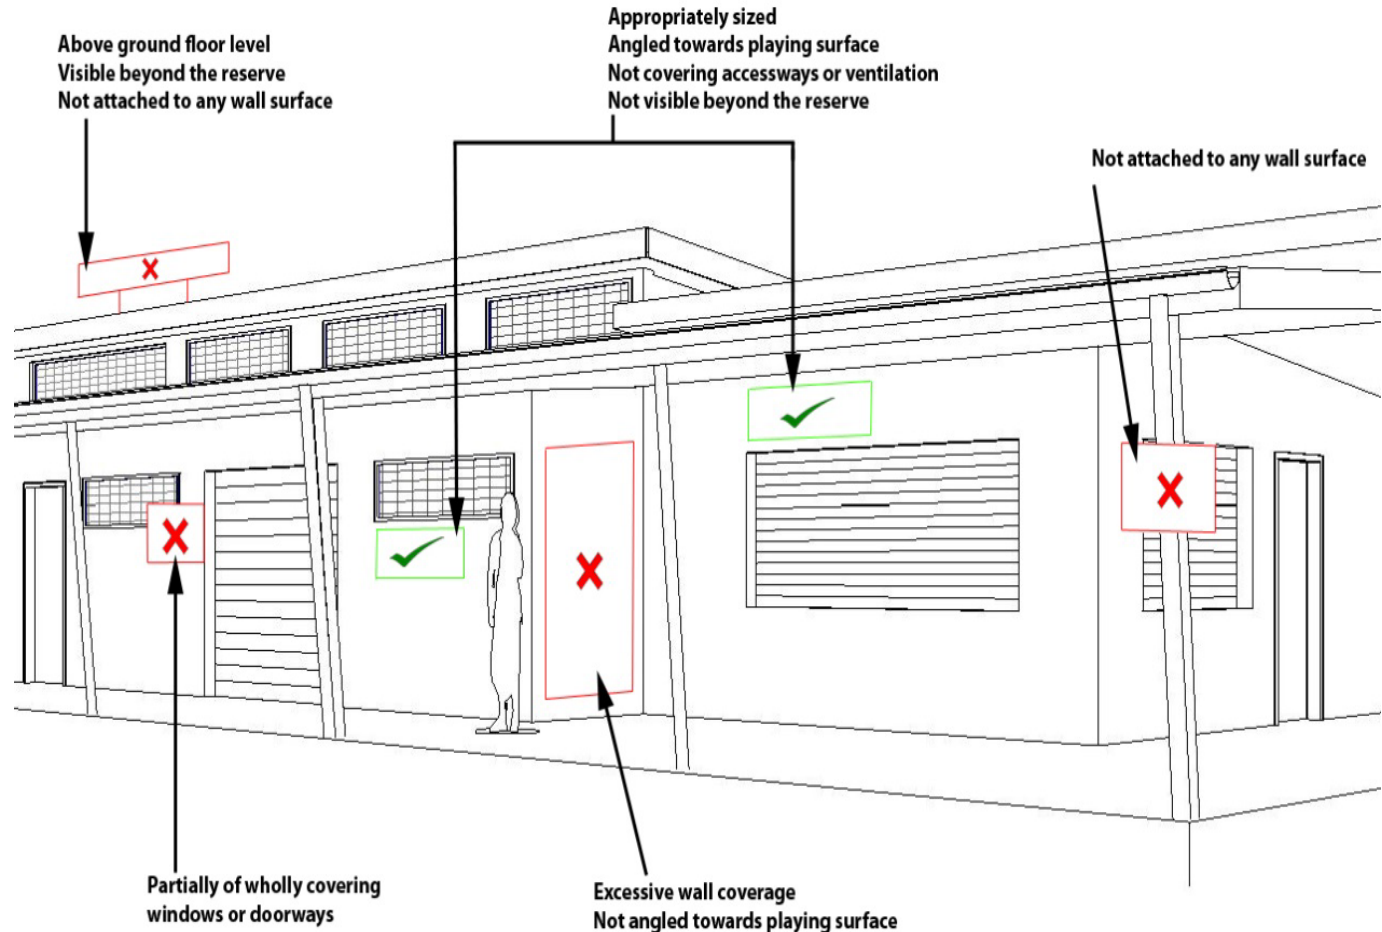 Above ground floor level
Visible beyond the reserve
Not attached to any wall surface
Appropriately sized
Angled towards playing surface
Not covering accessways or ventilation
Not visible beyond the reserve
Not attached to any wall surface
Partially of wholly covering
windows or doorways
Excessive wall coverage
Not angled towards playing surface